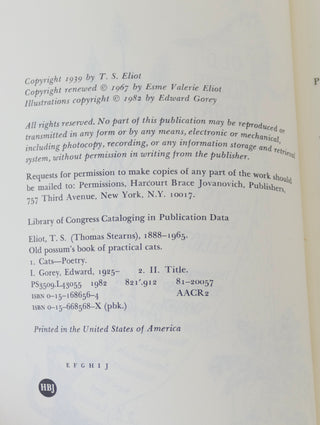 Copyright 1939 by T. S. Eliot
Copyright renewed © 1967 by Esme Valerie Eliot
Illustrations copyright © 1982 by Edward Gorey
All rights reserved. No part of this publication may be reproduced or
transmitted in any form or by any means, electronic or mechanical,
including photocopy, recording, or any information storage and retrieval
system, without permission in writing from the publisher.
Requests for permission to make copies of any part of the work should
be mailed to: Permissions, Harcourt Brace Jovanovich, Publishers,
757 Third Avenue, New York, N.Y. 10017.
Library of Congress Cataloging in Publication Data
Eliot, T. S. (Thomas Stearns), 1888–1965.
Old possum's book of practical cats.
1. Cats—Poetry.
I. Gorey, Edward, 1925– 2. II. Title.
PS3509.L43055 1982 821'.912 81-20057
ISBN 0-15-168656-4 AACR2
ISBN 0-15-668568-X (pbk.)
Printed in the United States of America
E F G H I J
HBJ
P